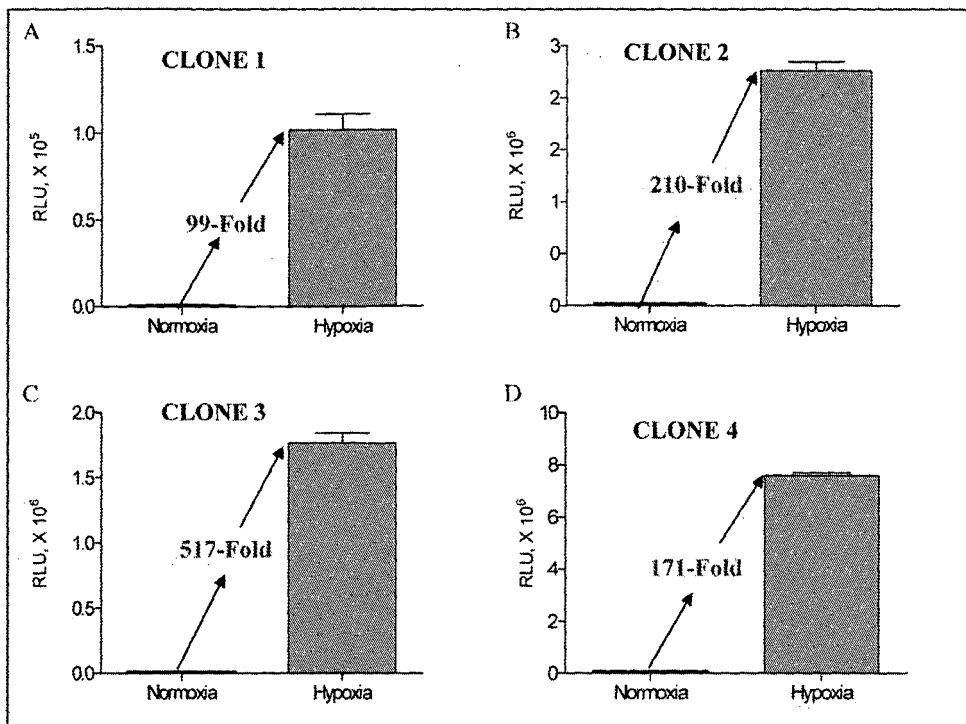 A
CLONE 1
RLU, X 10⁵
1.5
1.0
0.5
0.0
99-Fold
Normoxia
Hypoxia
B
CLONE 2
RLU, X 10⁶
3
2
2
1
0
0
210-Fold
Normoxia
Hypoxia
C
CLONE 3
RLU, X 10⁶
2.0
1.5
1.0
0.5
0.0
517-Fold
Normoxia
Hypoxia
D
CLONE 4
RLU, X 10⁶
10
8
6
4
2
0
171-Fold
Normoxia
Hypoxia